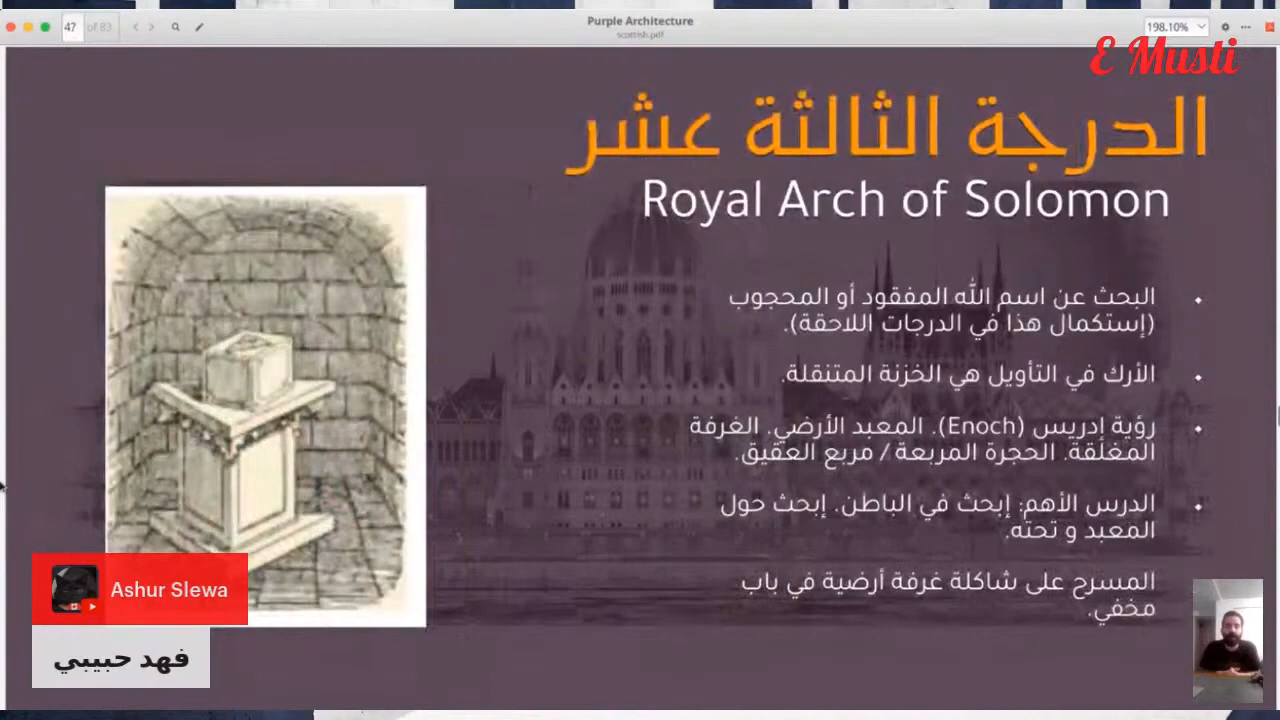 47 of 83
Purple Architecture
scottish.pdf
198.10%
E Musti
الدرجة الثالثة عشر
Royal Arch of Solomon
البحث عن اسم الله المفقود أو المحجوب
(إستكمال هذا في الدرجات اللاحقة).
الأرك في التأويل هي الخزنة المتنقلة.
رؤية إدريس (Enoch). المعبد الأرضي. الغرفة
المغلقة. الحجرة المربعة / مربع العقيق.
الدرس الأهم: إبحث في الباطن. إبحث حول
المعبد و تحته.
المسرح على شاكلة غرفة أرضية في باب
مخفي.
Ashur Slewa
فهد حبيبي